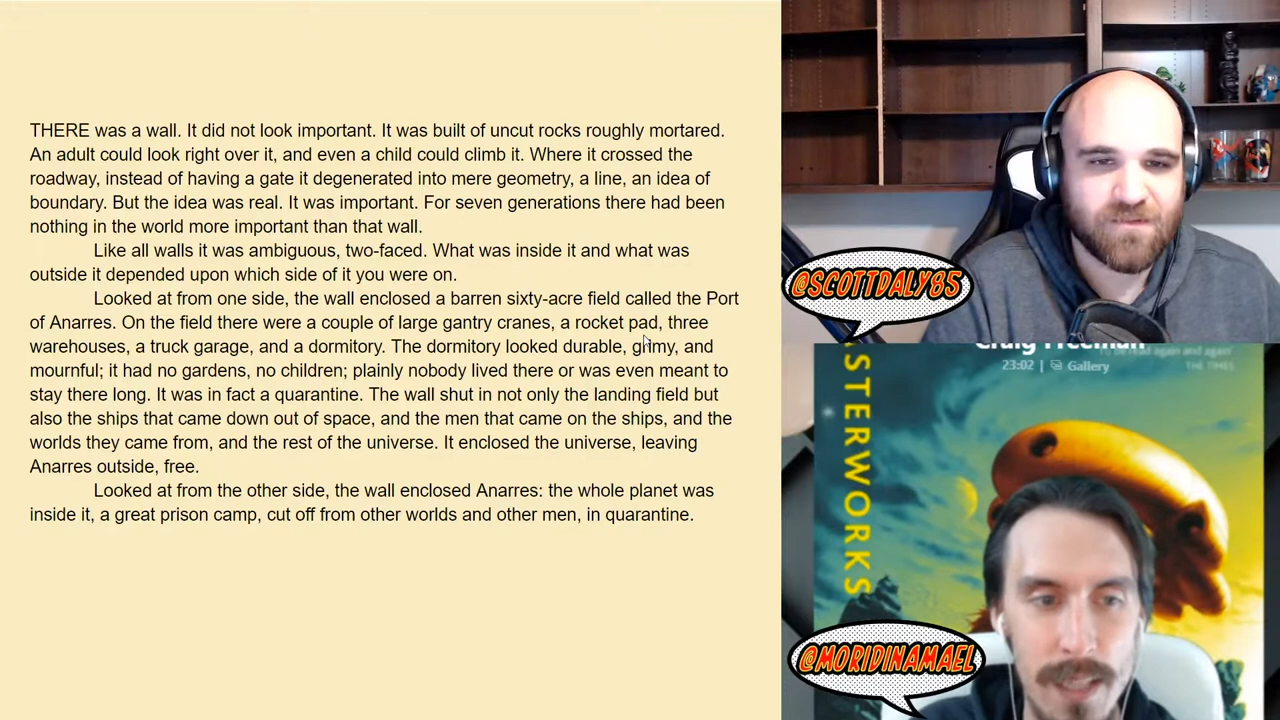 THERE was a wall. It did not look important. It was built of uncut rocks roughly mortared.
An adult could look right over it, and even a child could climb it. Where it crossed the
roadway, instead of having a gate it degenerated into mere geometry, a line, an idea of
boundary. But the idea was real. It was important. For seven generations there had been
nothing in the world more important than that wall.
Like all walls it was ambiguous, two-faced. What was inside it and what was
outside it depended upon which side of it you were on.
Looked at from one side, the wall enclosed a barren sixty-acre field called the Port
of Anarres. On the field there were a couple of large gantry cranes, a rocket pad, three
warehouses, a truck garage, and a dormitory. The dormitory looked durable, grimy, and
mournful; it had no gardens, no children; plainly nobody lived there or was even meant to
stay there long. It was in fact a quarantine. The wall shut in not only the landing field but
also the ships that came down out of space, and the men that came on the ships, and the
worlds they came from, and the rest of the universe. It enclosed the universe, leaving
Anarres outside, free.
Looked at from the other side, the wall enclosed Anarres: the whole planet was
inside it, a great prison camp, cut off from other worlds and other men, in quarantine.
@SCOTTDALY85
Craig Freeman
To be read again and again'
23:02 | Gallery
THE TIMES
STERWORKS
@MORIDINAMAEL